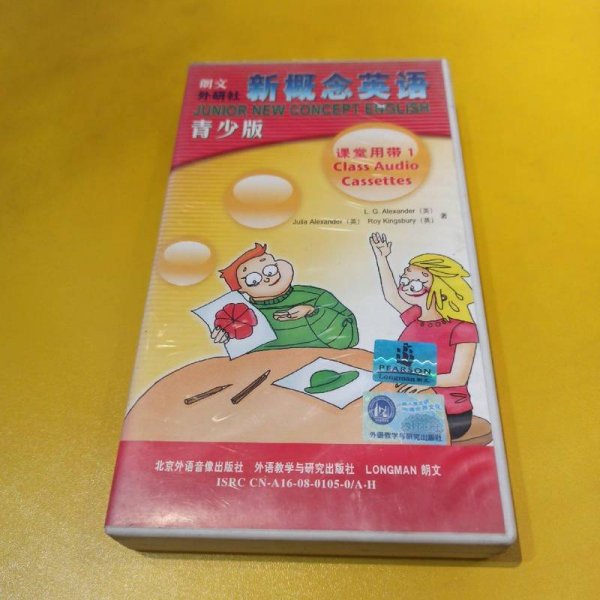 朗文
外研社
新概念英语
JUNIOR NEW CONCEPT ENGLISH
青少版
课堂用带 1
Class Audio
Cassettes
L. G. Alexander (英)
Julia Alexander (英) Roy Kingsbury (英) 著
PEARSON
Longman 朗文
外语教学与研究出版社
北京外语音像出版社 外语教学与研究出版社 LONGMAN 朗文
ISRC CN-A16-08-0105-0/A·H